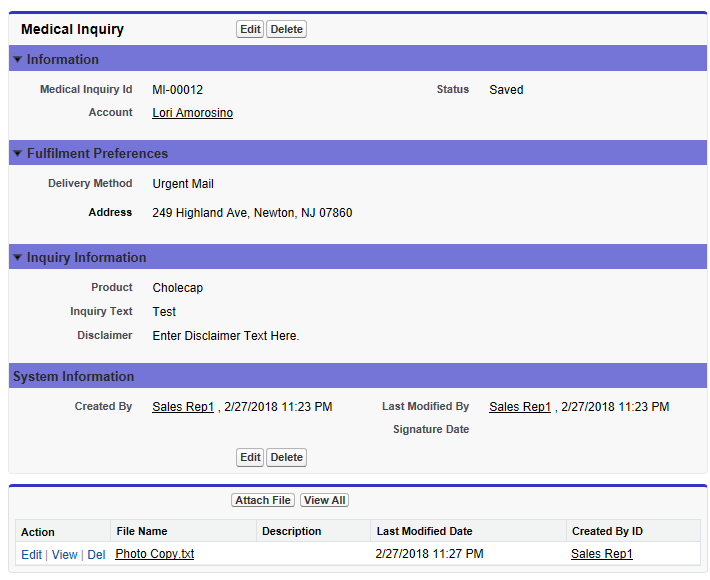 Medical Inquiry Edit Delete
Information
Medical Inquiry Id MI-00012 Status Saved
Account Lori Amorosino
Fulfilment Preferences
Delivery Method Urgent Mail
Address 249 Highland Ave, Newton, NJ 07860
Inquiry Information
Product Cholecap
Inquiry Text Test
Disclaimer Enter Disclaimer Text Here.
System Information
Created By Sales Rep1 , 2/27/2018 11:23 PM Last Modified By Sales Rep1 , 2/27/2018 11:23 PM
Signature Date
Edit Delete
Attach File View All
Action File Name Description Last Modified Date Created By ID
Edit | View | Del Photo Copy.txt 2/27/2018 11:27 PM Sales Rep1